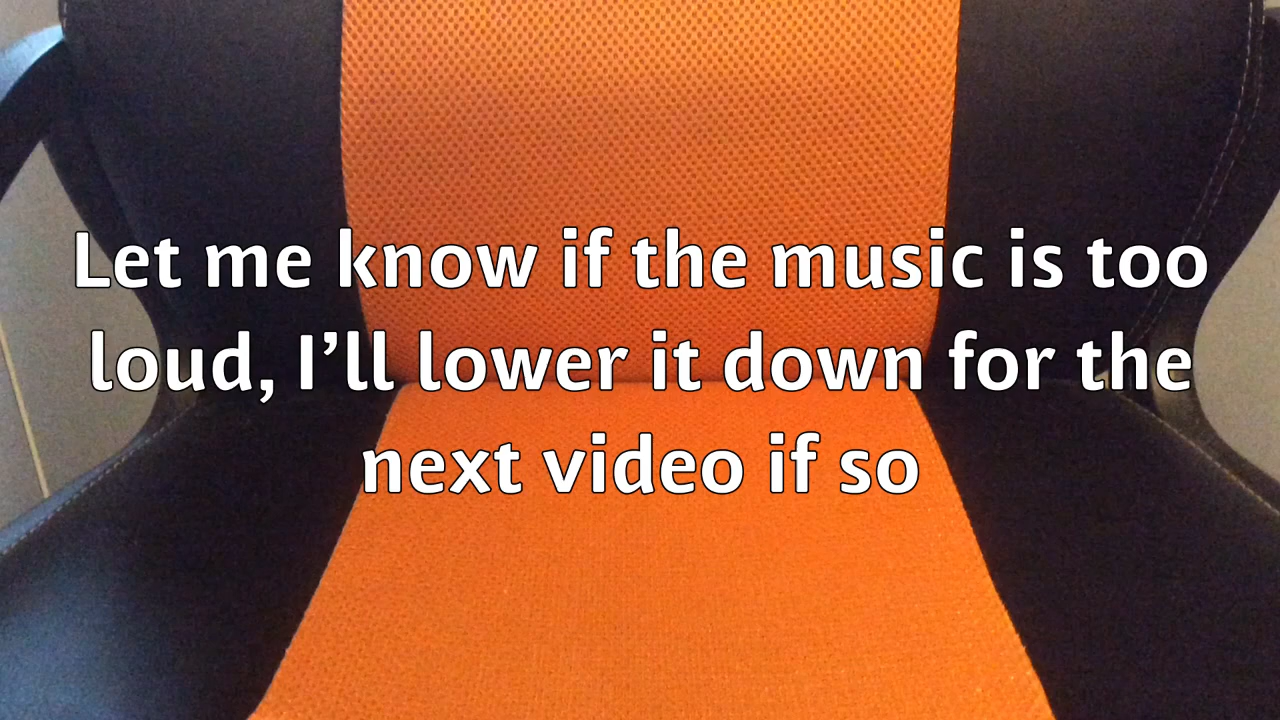 Let me know if the music is too
loud, I’ll lower it down for the
next video if so